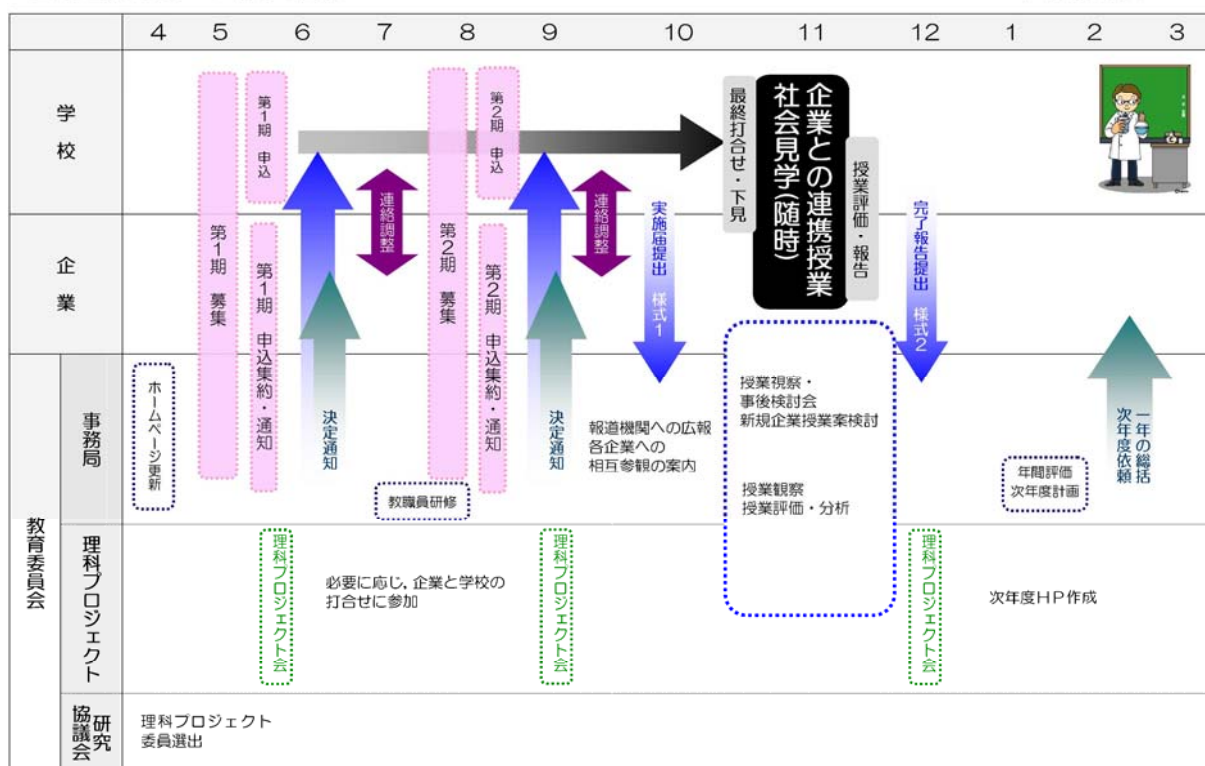 4 5 6 7 8 9 10 11 12 1 2 3
学校
第1期 募集
第1期 申込
第2期 募集
第2期 申込
最終打合せ・下見
企業との連携授業
社会見学(随時)
授業評価・報告
企業
第1期 申込集約・通知
連絡調整
第2期 申込集約・通知
連絡調整
実施届提出 様式1
完了報告提出 様式2
教育委員会
事務局
ホームページ更新
決定通知
教職員研修
決定通知
報道機関への広報
各企業への
相互参観の案内
授業視察・
事後検討会
新規企業授業案検討
授業観察
授業評価・分析
年間評価
次年度計画
一年の総括
次年度依頼
理科プロジェクト
理科プロジェクト会
必要に応じ,企業と学校の
打合せに参加
理科プロジェクト会
理科プロジェクト会
次年度HP作成
研究
協議会
理科プロジェクト
委員選出